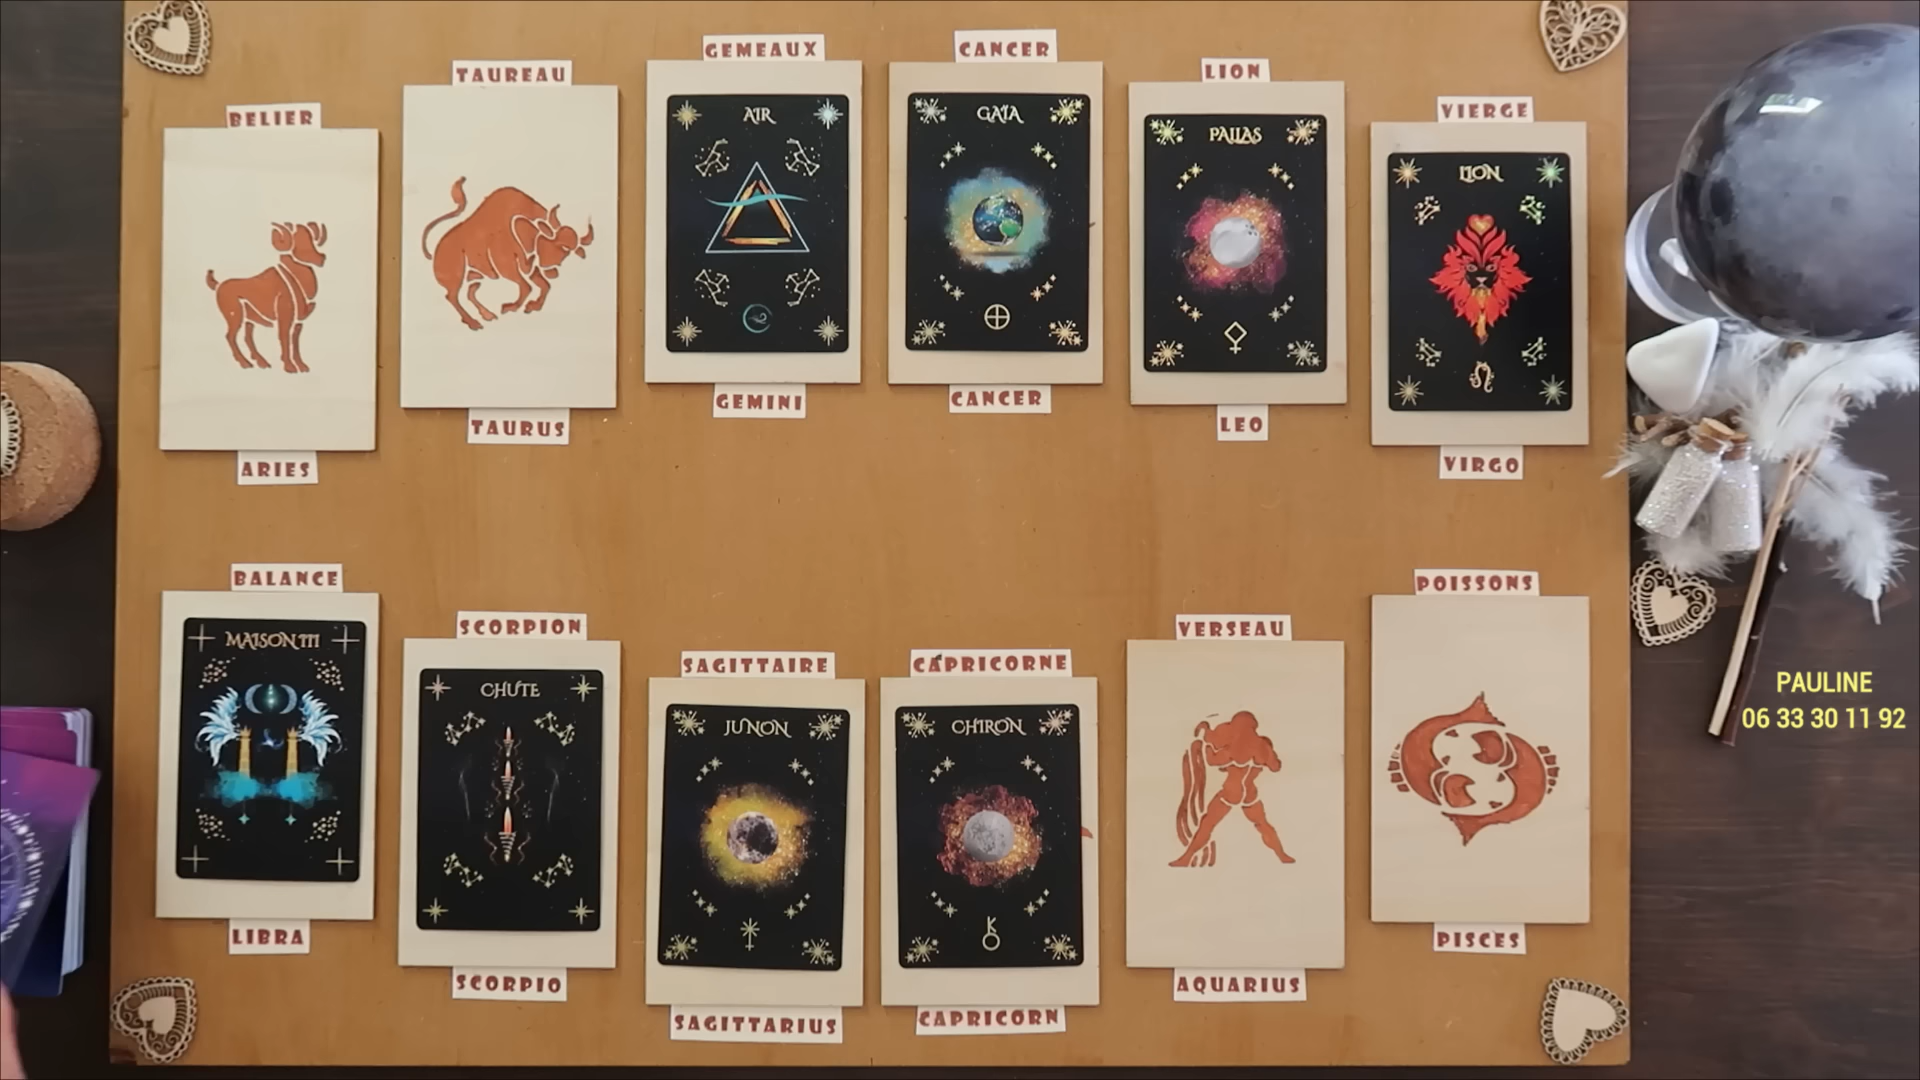 BELIER
TAUREAU
GEMEAUX
CANCER
LION
VIERGE
AIR
GAÏA
PALLAS
LION
ARIES
TAURUS
GEMINI
CANCER
LEO
VIRGO
BALANCE
SCORPION
SAGITTAIRE
CAPRICORNE
VERSEAU
POISSONS
MAISON III
CHUTE
JUNON
CHIRON
LIBRA
SCORPIO
SAGITTARIUS
CAPRICORN
AQUARIUS
PISCES
PAULINE
06 33 30 11 92